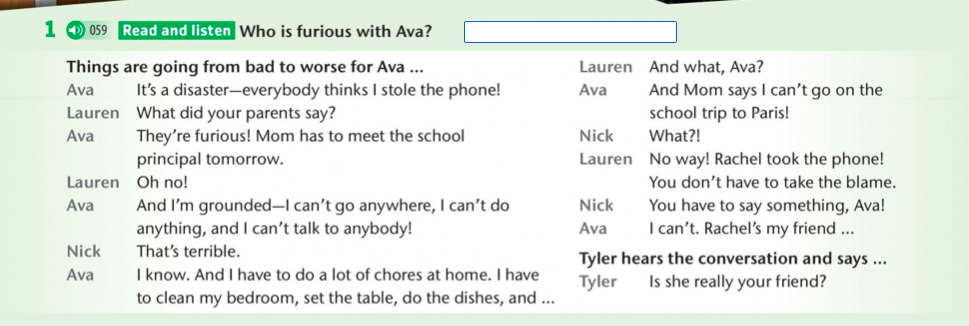 1 059 Read and listen Who is furious with Ava?
Things are going from bad to worse for Ava ...
Ava It's a disaster—everybody thinks I stole the phone!
Lauren What did your parents say?
Ava They're furious! Mom has to meet the school
principal tomorrow.
Lauren Oh no!
Ava And I'm grounded—I can't go anywhere, I can't do
anything, and I can't talk to anybody!
Nick That's terrible.
Ava I know. And I have to do a lot of chores at home. I have
to clean my bedroom, set the table, do the dishes, and ...
Lauren And what, Ava?
Ava And Mom says I can't go on the
school trip to Paris!
Nick What?!
Lauren No way! Rachel took the phone!
You don't have to take the blame.
Nick You have to say something, Ava!
Ava I can't. Rachel's my friend ...
Tyler hears the conversation and says ...
Tyler Is she really your friend?